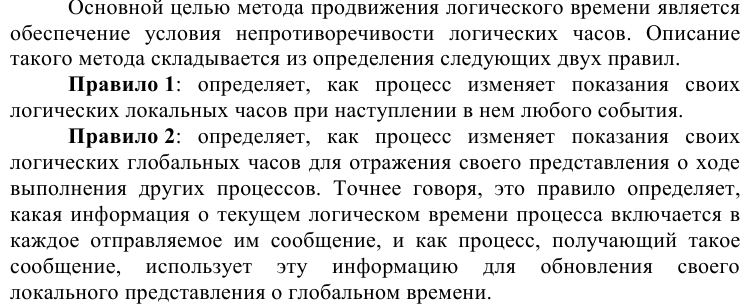 Основной целью метода продвижения логического времени является
обеспечение условия непротиворечивости логических часов. Описание
такого метода складывается из определения следующих двух правил.
Правило 1: определяет, как процесс изменяет показания своих
логических локальных часов при наступлении в нем любого события.
Правило 2: определяет, как процесс изменяет показания своих
логических глобальных часов для отражения своего представления о ходе
выполнения других процессов. Точнее говоря, это правило определяет,
какая информация о текущем логическом времени процесса включается в
каждое отправляемое им сообщение, и как процесс, получающий такое
сообщение, использует эту информацию для обновления своего
локального представления о глобальном времени.